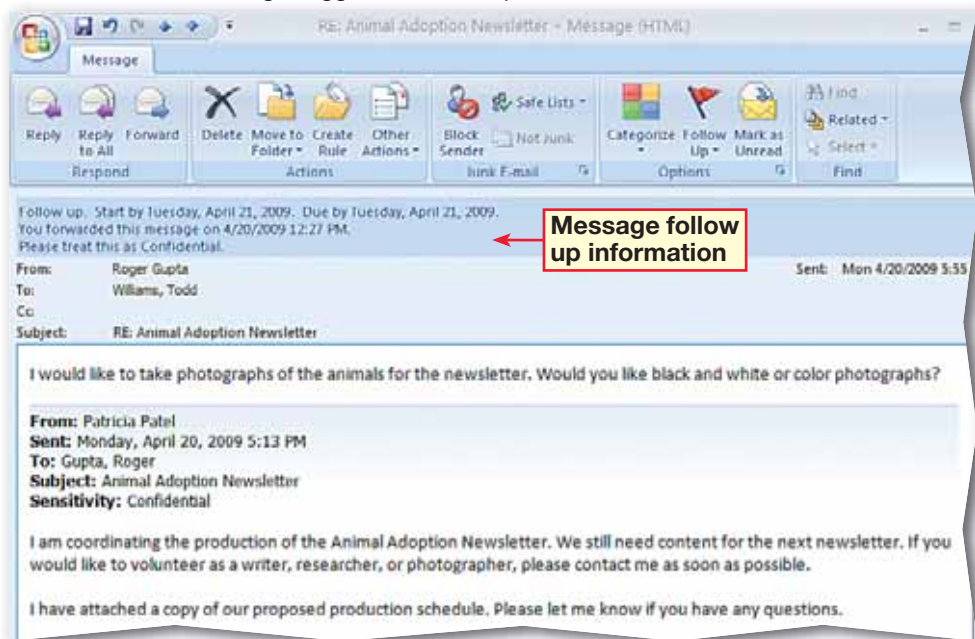 RE: Animal Adoption Newsletter - Message (HTML)
Message
Reply Reply to All Forward Delete Move to Folder Create Rule Other Actions Block Sender Safe Lists Not Junk Categorize Follow Up Mark as Unread Find Related Select
Respond Actions Junk E-mail Options Find
Follow up. Start by Tuesday, April 21, 2009. Due by Tuesday, April 21, 2009.
You forwarded this message on 4/20/2009 12:27 PM.
Please treat this as Confidential.
Message follow
up information
From: Roger Gupta Sent: Mon 4/20/2009 5:55
To: Williams, Todd
Cc:
Subject: RE: Animal Adoption Newsletter
I would like to take photographs of the animals for the newsletter. Would you like black and white or color photographs?
From: Patricia Patel
Sent: Monday, April 20, 2009 5:13 PM
To: Gupta, Roger
Subject: Animal Adoption Newsletter
Sensitivity: Confidential
I am coordinating the production of the Animal Adoption Newsletter. We still need content for the next newsletter. If you
would like to volunteer as a writer, researcher, or photographer, please contact me as soon as possible.
I have attached a copy of our proposed production schedule. Please let me know if you have any questions.